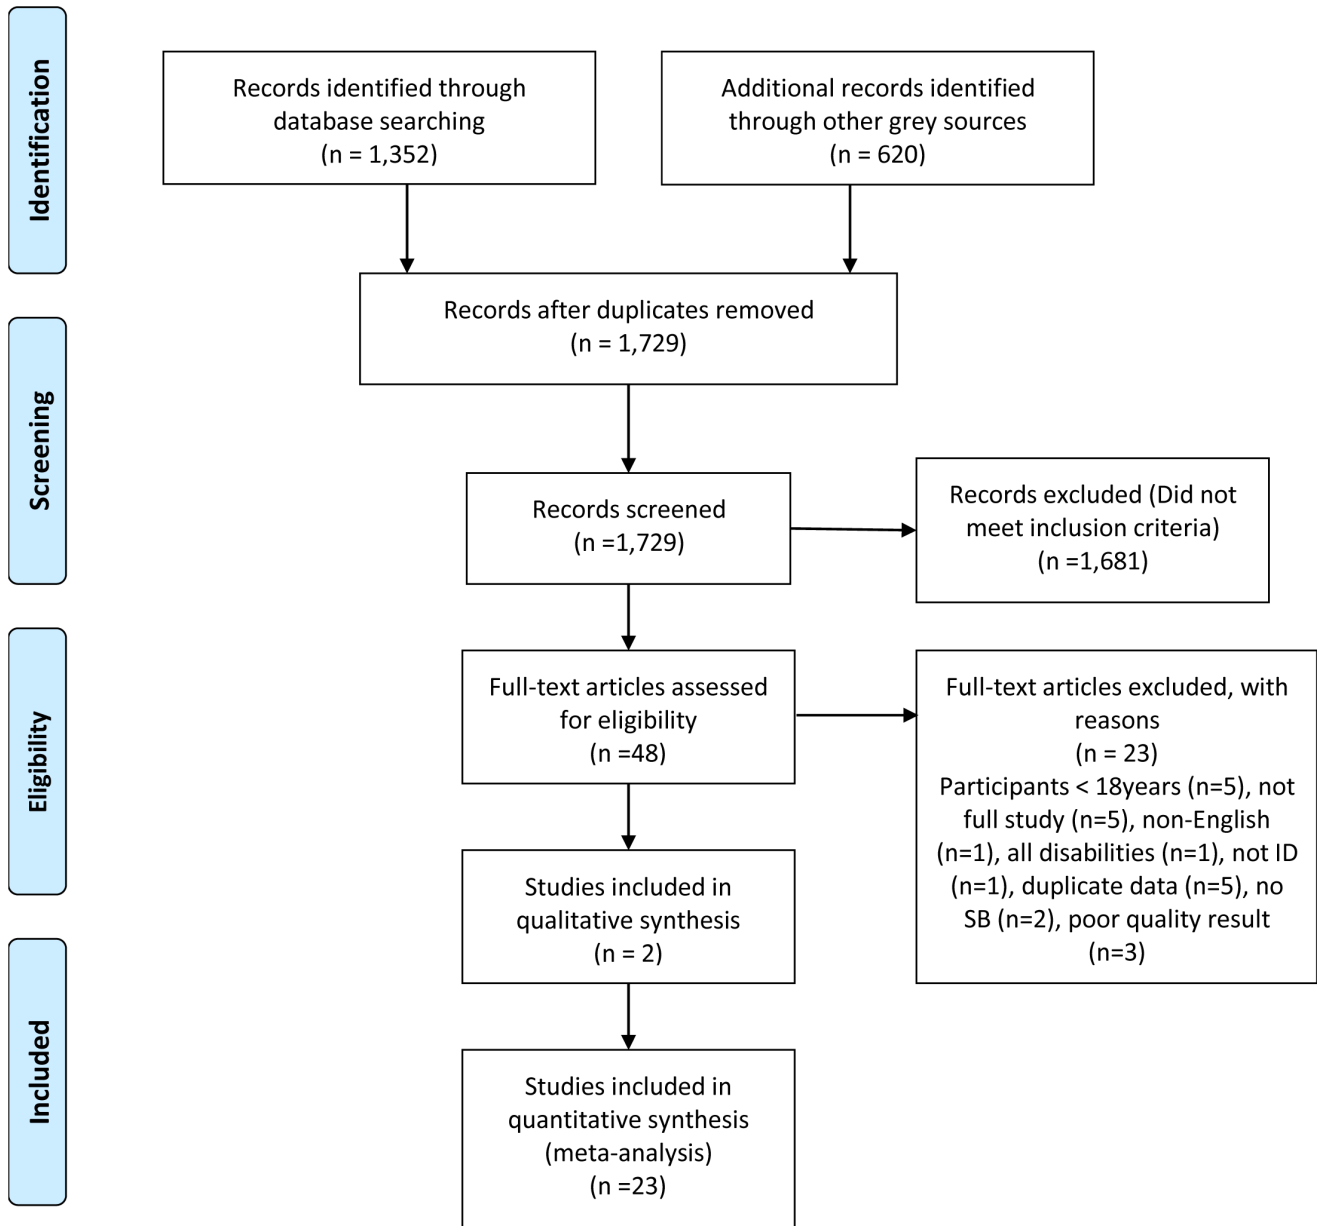 Identification
Records identified through
database searching
(n = 1,352)
Additional records identified
through other grey sources
(n = 620)
Records after duplicates removed
(n = 1,729)
Screening
Records screened
(n =1,729)
Records excluded (Did not
meet inclusion criteria)
(n =1,681)
Eligibility
Full-text articles assessed
for eligibility
(n =48)
Full-text articles excluded, with
reasons
(n = 23)
Participants < 18years (n=5), not
full study (n=5), non-English
(n=1), all disabilities (n=1), not ID
(n=1), duplicate data (n=5), no
SB (n=2), poor quality result
(n=3)
Studies included in
qualitative synthesis
(n = 2)
Included
Studies included in
quantitative synthesis
(meta-analysis)
(n =23)